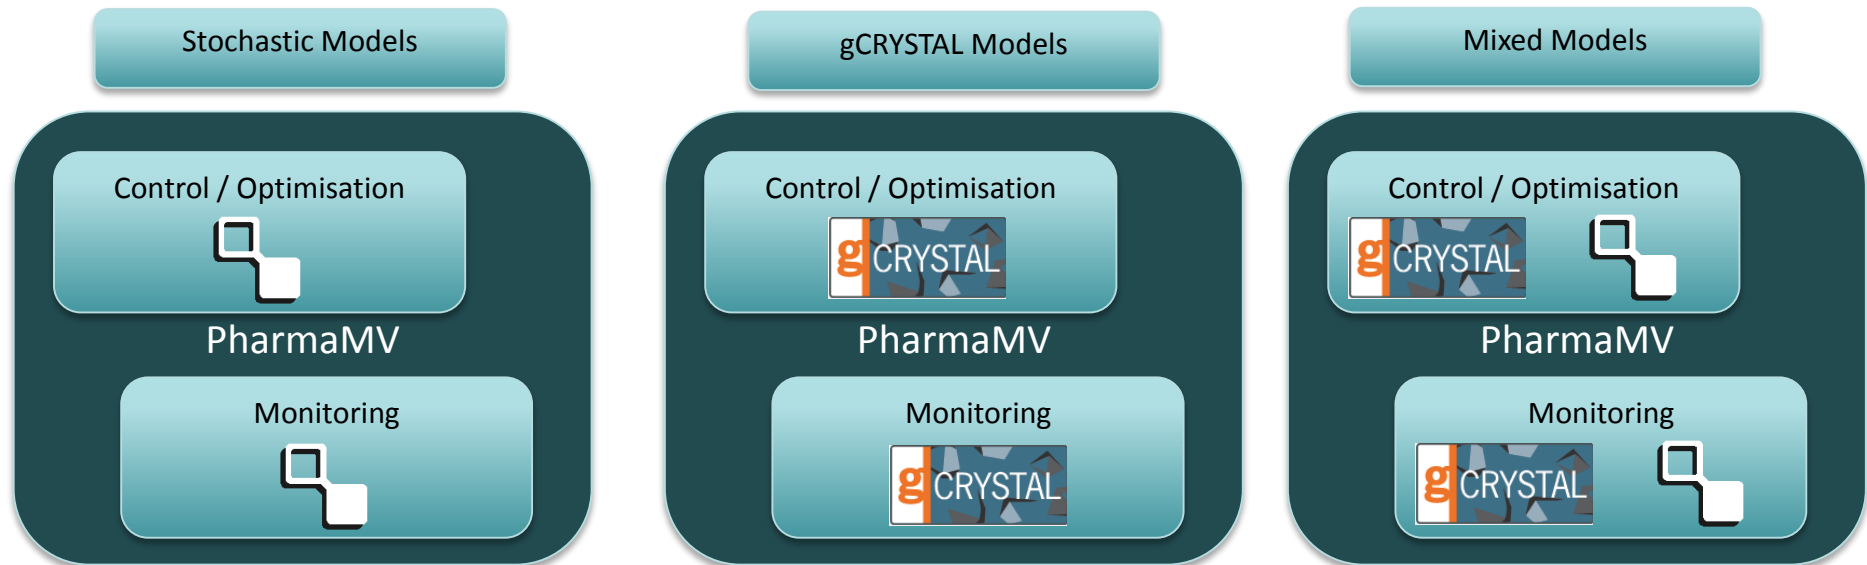 Stochastic Models
Control / Optimisation
PharmaMV
Monitoring
gCRYSTAL Models
Control / Optimisation
gCRYSTAL
PharmaMV
Monitoring
gCRYSTAL
Mixed Models
Control / Optimisation
gCRYSTAL
PharmaMV
Monitoring
gCRYSTAL